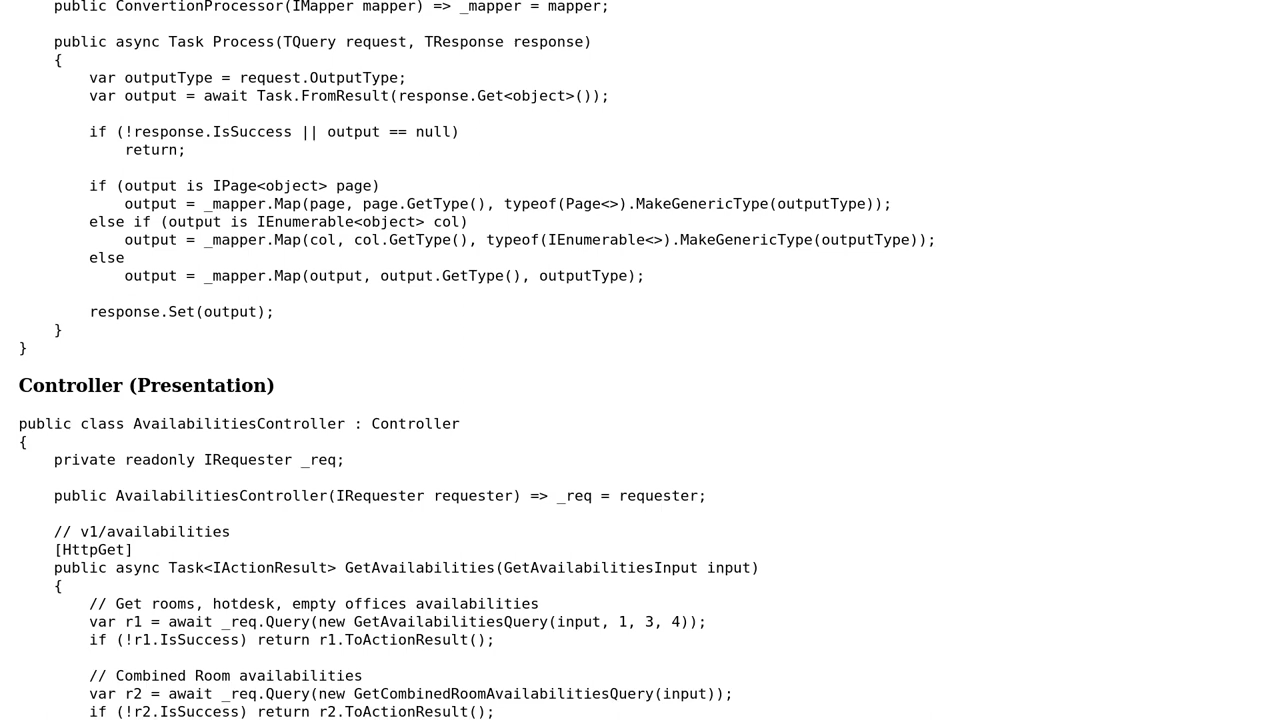 public ConvertionProcessor(IMapper mapper) => _mapper = mapper;
public async Task Process(TQuery request, TResponse response)
{
var outputType = request.OutputType;
var output = await Task.FromResult(response.Get<object>());
if (!response.IsSuccess || output == null)
return;
if (output is IPage<object> page)
output = _mapper.Map(page, page.GetType(), typeof(Page<>).MakeGenericType(outputType));
else if (output is IEnumerable<object> col)
output = _mapper.Map(col, col.GetType(), typeof(IEnumerable<>).MakeGenericType(outputType));
else
output = _mapper.Map(output, output.GetType(), outputType);
response.Set(output);
}
}
Controller (Presentation)
public class AvailabilitiesController : Controller
{
private readonly IRequester _req;
public AvailabilitiesController(IRequester requester) => _req = requester;
// v1/availabilities
[HttpGet]
public async Task<IActionResult> GetAvailabilities(GetAvailabilitiesInput input)
{
// Get rooms, hotdesk, empty offices availabilities
var r1 = await _req.Query(new GetAvailabilitiesQuery(input, 1, 3, 4));
if (!r1.IsSuccess) return r1.ToActionResult();
// Combined Room availabilities
var r2 = await _req.Query(new GetCombinedRoomAvailabilitiesQuery(input));
if (!r2.IsSuccess) return r2.ToActionResult();